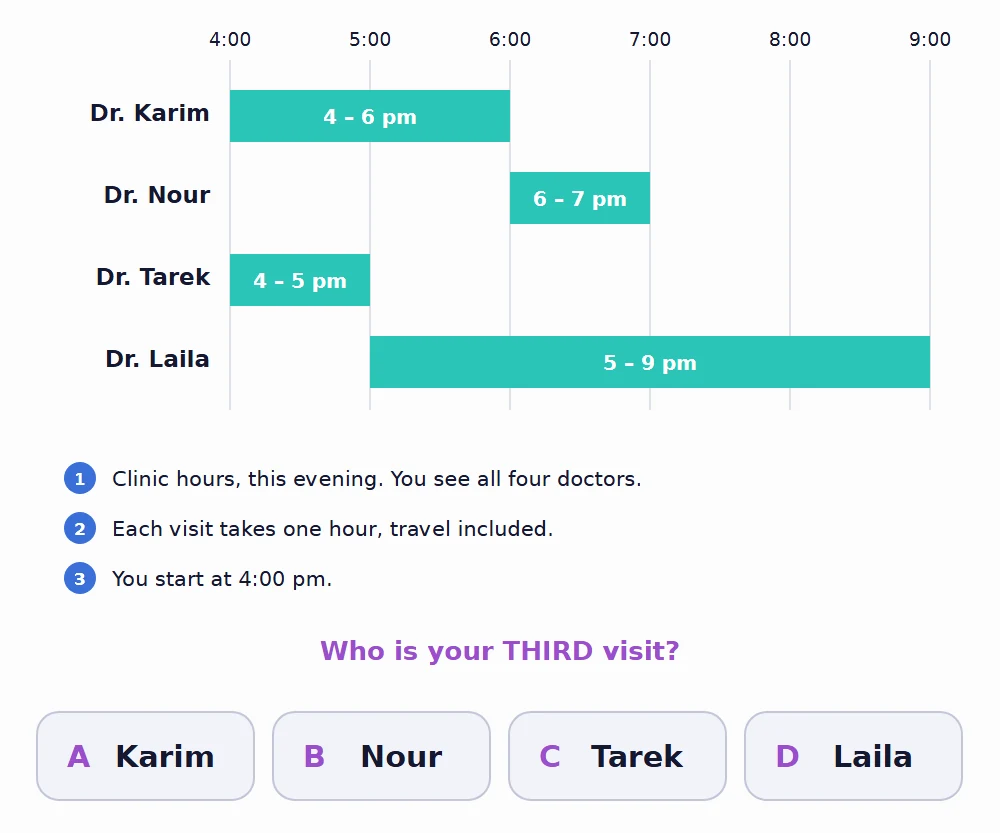 4:00 5:00 6:00 7:00 8:00 9:00
Dr. Karim 4 – 6 pm
Dr. Nour 6 – 7 pm
Dr. Tarek 4 – 5 pm
Dr. Laila 5 – 9 pm
1 Clinic hours, this evening. You see all four doctors.
2 Each visit takes one hour, travel included.
3 You start at 4:00 pm.
Who is your THIRD visit?
A Karim B Nour C Tarek D Laila